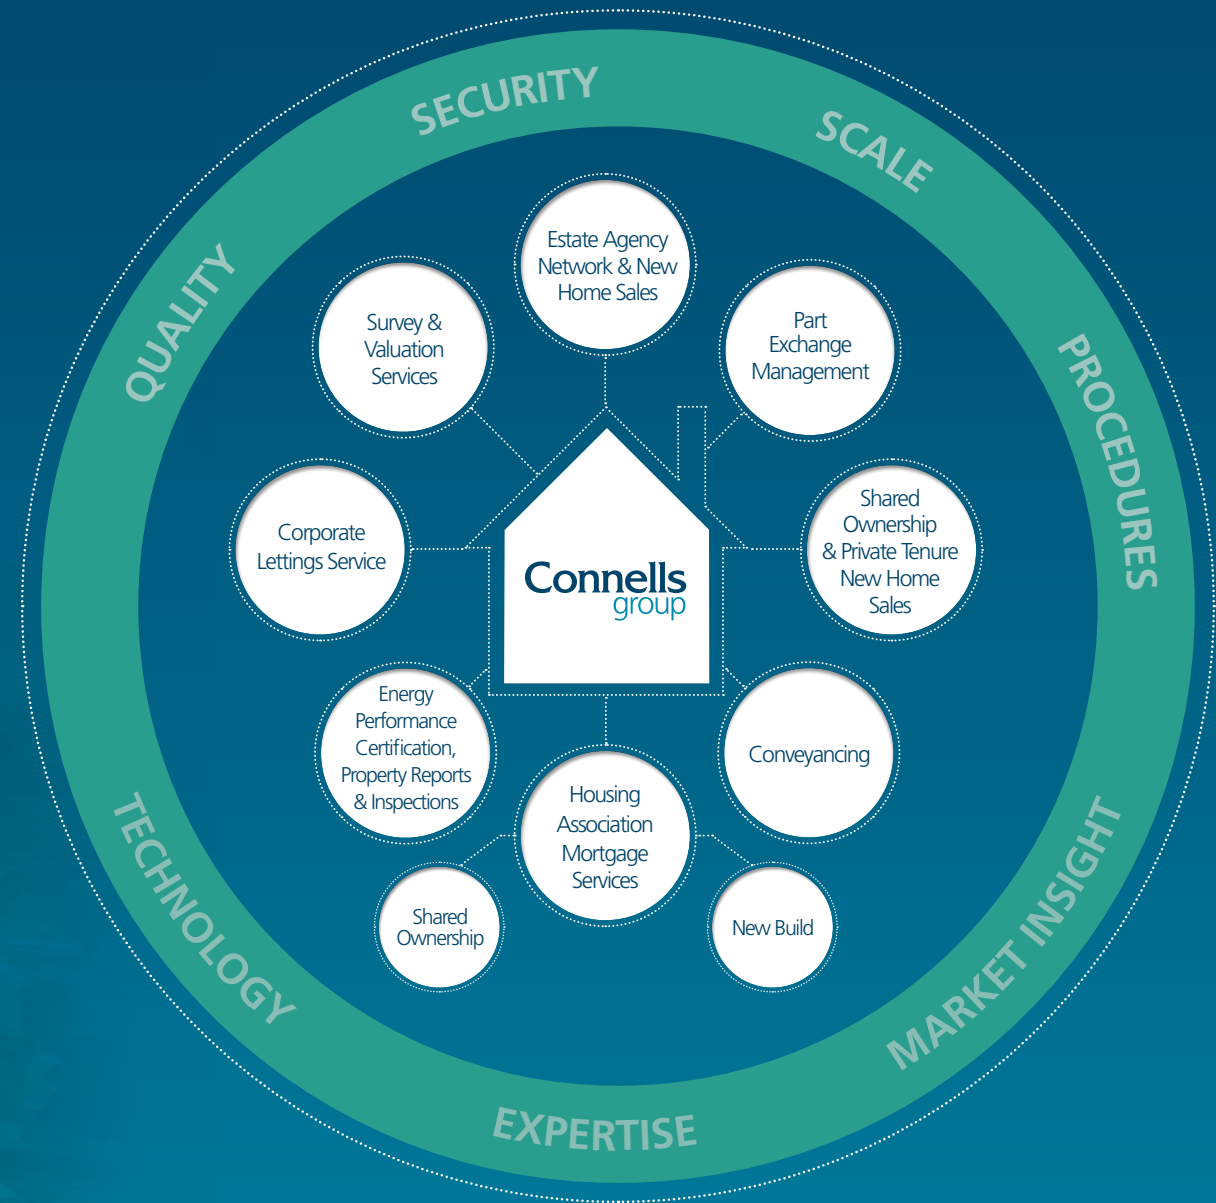 SECURITY
SCALE
QUALITY
PROCEDURES
Estate Agency
Network & New
Home Sales
Survey &
Valuation
Services
Part
Exchange
Management
Corporate
Lettings Service
Connells
group
Shared
Ownership
& Private Tenure
New Home
Sales
Energy
Performance
Certification,
Property Reports
& Inspections
Housing
Association
Mortgage
Services
Conveyancing
Shared
Ownership
New Build
TECHNOLOGY
MARKET INSIGHT
EXPERTISE